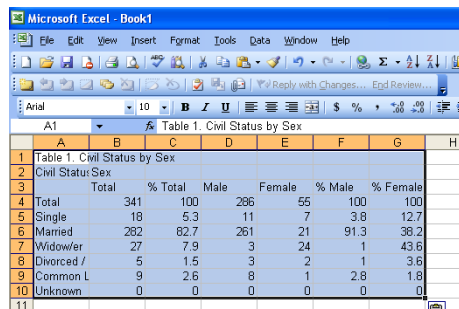 Microsoft Excel - Book1
File Edit View Insert Format Tools Data Window Help
Reply with Changes... End Review...
Arial 10 B I U $ % ,
A1 fx Table 1. Civil Status by Sex
A B C D E F G H
1 Table 1. Civil Status by Sex
2 Civil Statu: Sex
3 Total % Total Male Female % Male % Female
4 Total 341 100 286 55 100 100
5 Single 18 5.3 11 7 3.8 12.7
6 Married 282 82.7 261 21 91.3 38.2
7 Widow/er 27 7.9 3 24 1 43.6
8 Divorced / 5 1.5 3 2 1 3.6
9 Common L 9 2.6 8 1 2.8 1.8
10 Unknown 0 0 0 0 0 0
11